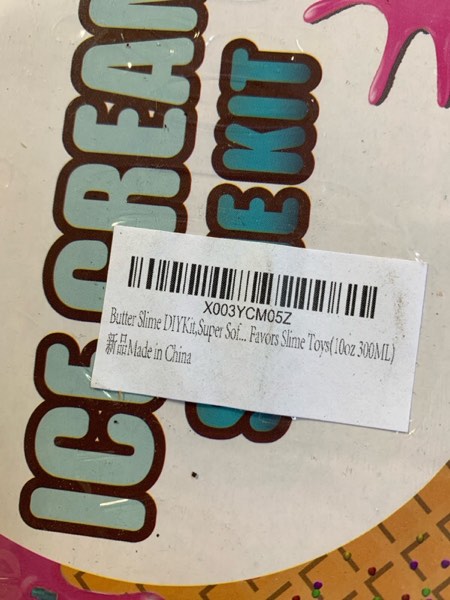 ICE CREAM
KIT
X003YCM05Z
Butter Slime DIYKit,Super Sof... Favors Slime Toys(10oz 300ML)
新品Made in China